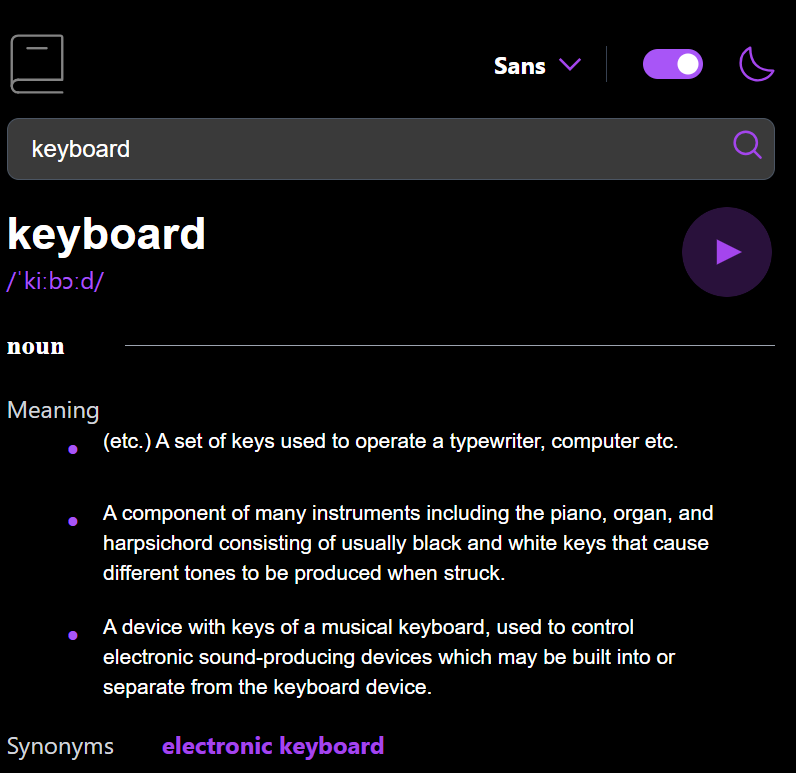 Sans
keyboard
keyboard
/ˈkiːbɔːd/
noun
Meaning
(etc.) A set of keys used to operate a typewriter, computer etc.
A component of many instruments including the piano, organ, and
harpsichord consisting of usually black and white keys that cause
different tones to be produced when struck.
A device with keys of a musical keyboard, used to control
electronic sound-producing devices which may be built into or
separate from the keyboard device.
Synonyms electronic keyboard